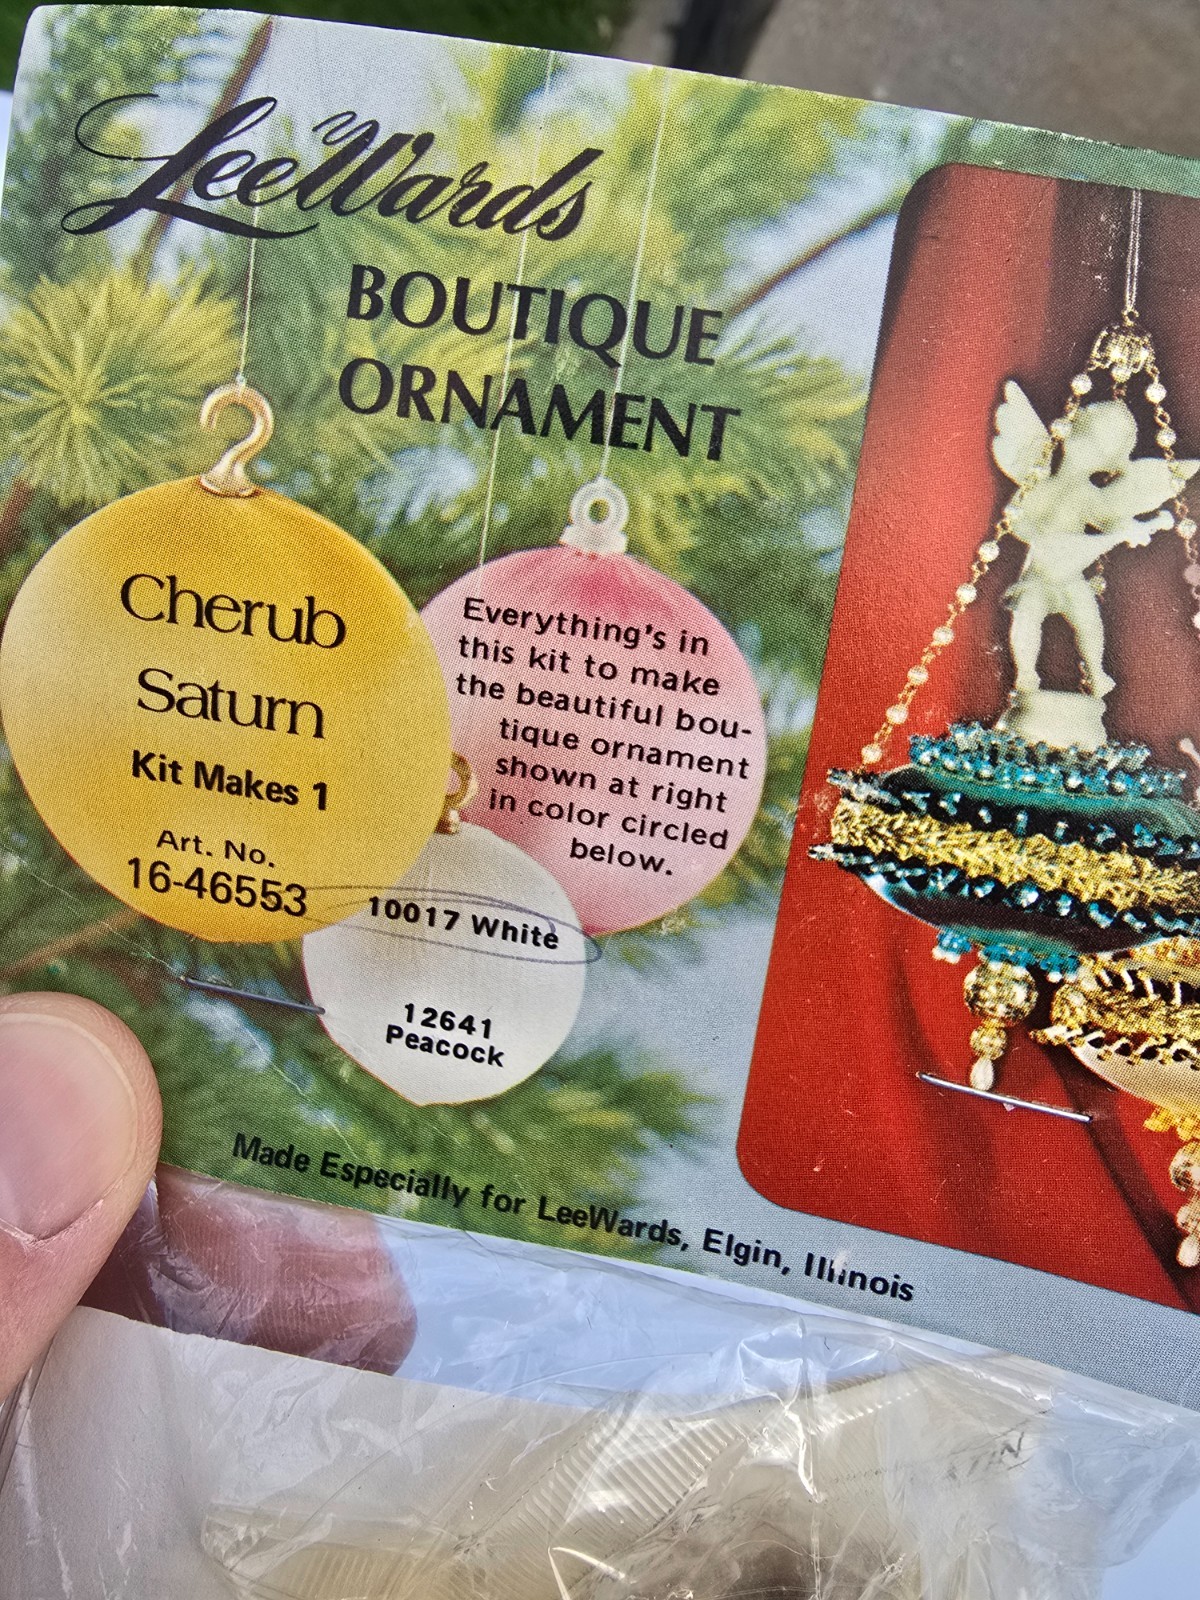 LeeWards
BOUTIQUE
ORNAMENT
Cherub
Saturn
Kit Makes 1
Art. No.
16-46553
Everything's in
this kit to make
the beautiful bou-
tique ornament
shown at right
in color circled
below.
10017 White
12641
Peacock
Made Especially for LeeWards, Elgin, Illinois